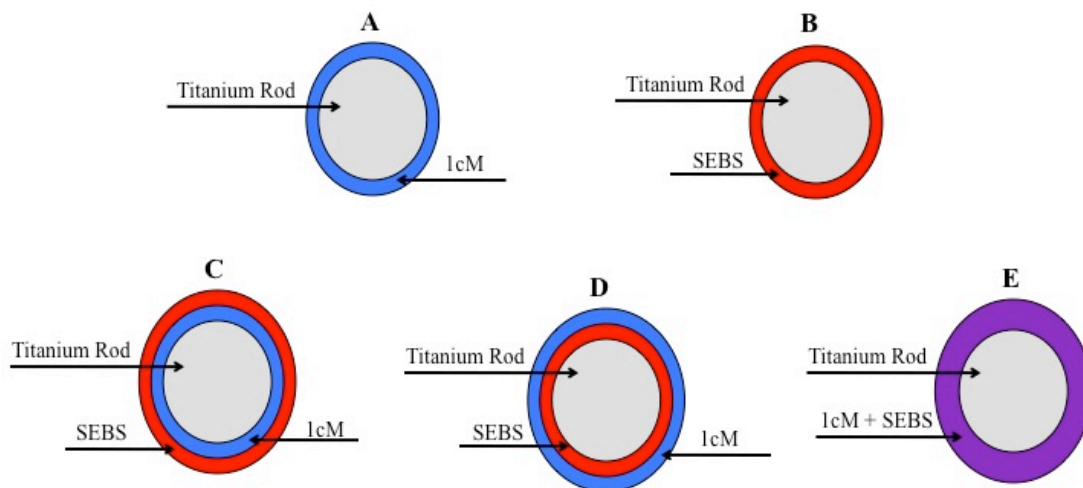 A
B
Titanium Rod
1cM
Titanium Rod
SEBS
C
D
E
Titanium Rod
SEBS
1cM
Titanium Rod
SEBS
1cM
Titanium Rod
1cM + SEBS